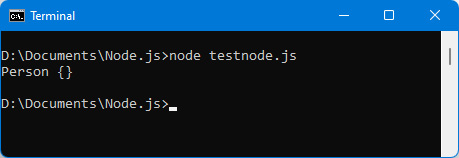 Terminal
D:\Documents\Node.js>node testnode.js
Person {}
D:\Documents\Node.js>